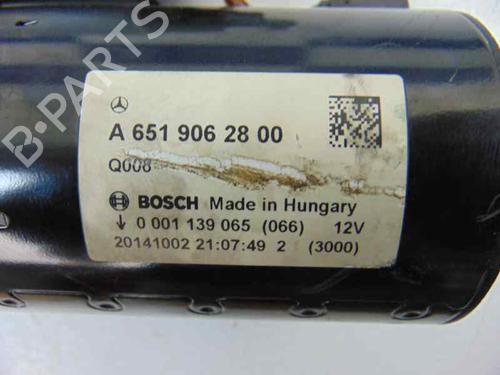 A 651 906 28 00
Q008
BOSCH Made in Hungary
0 001 139 065 (066) 12V
20141002 21:07:49 2 (3000)
B-PARTS